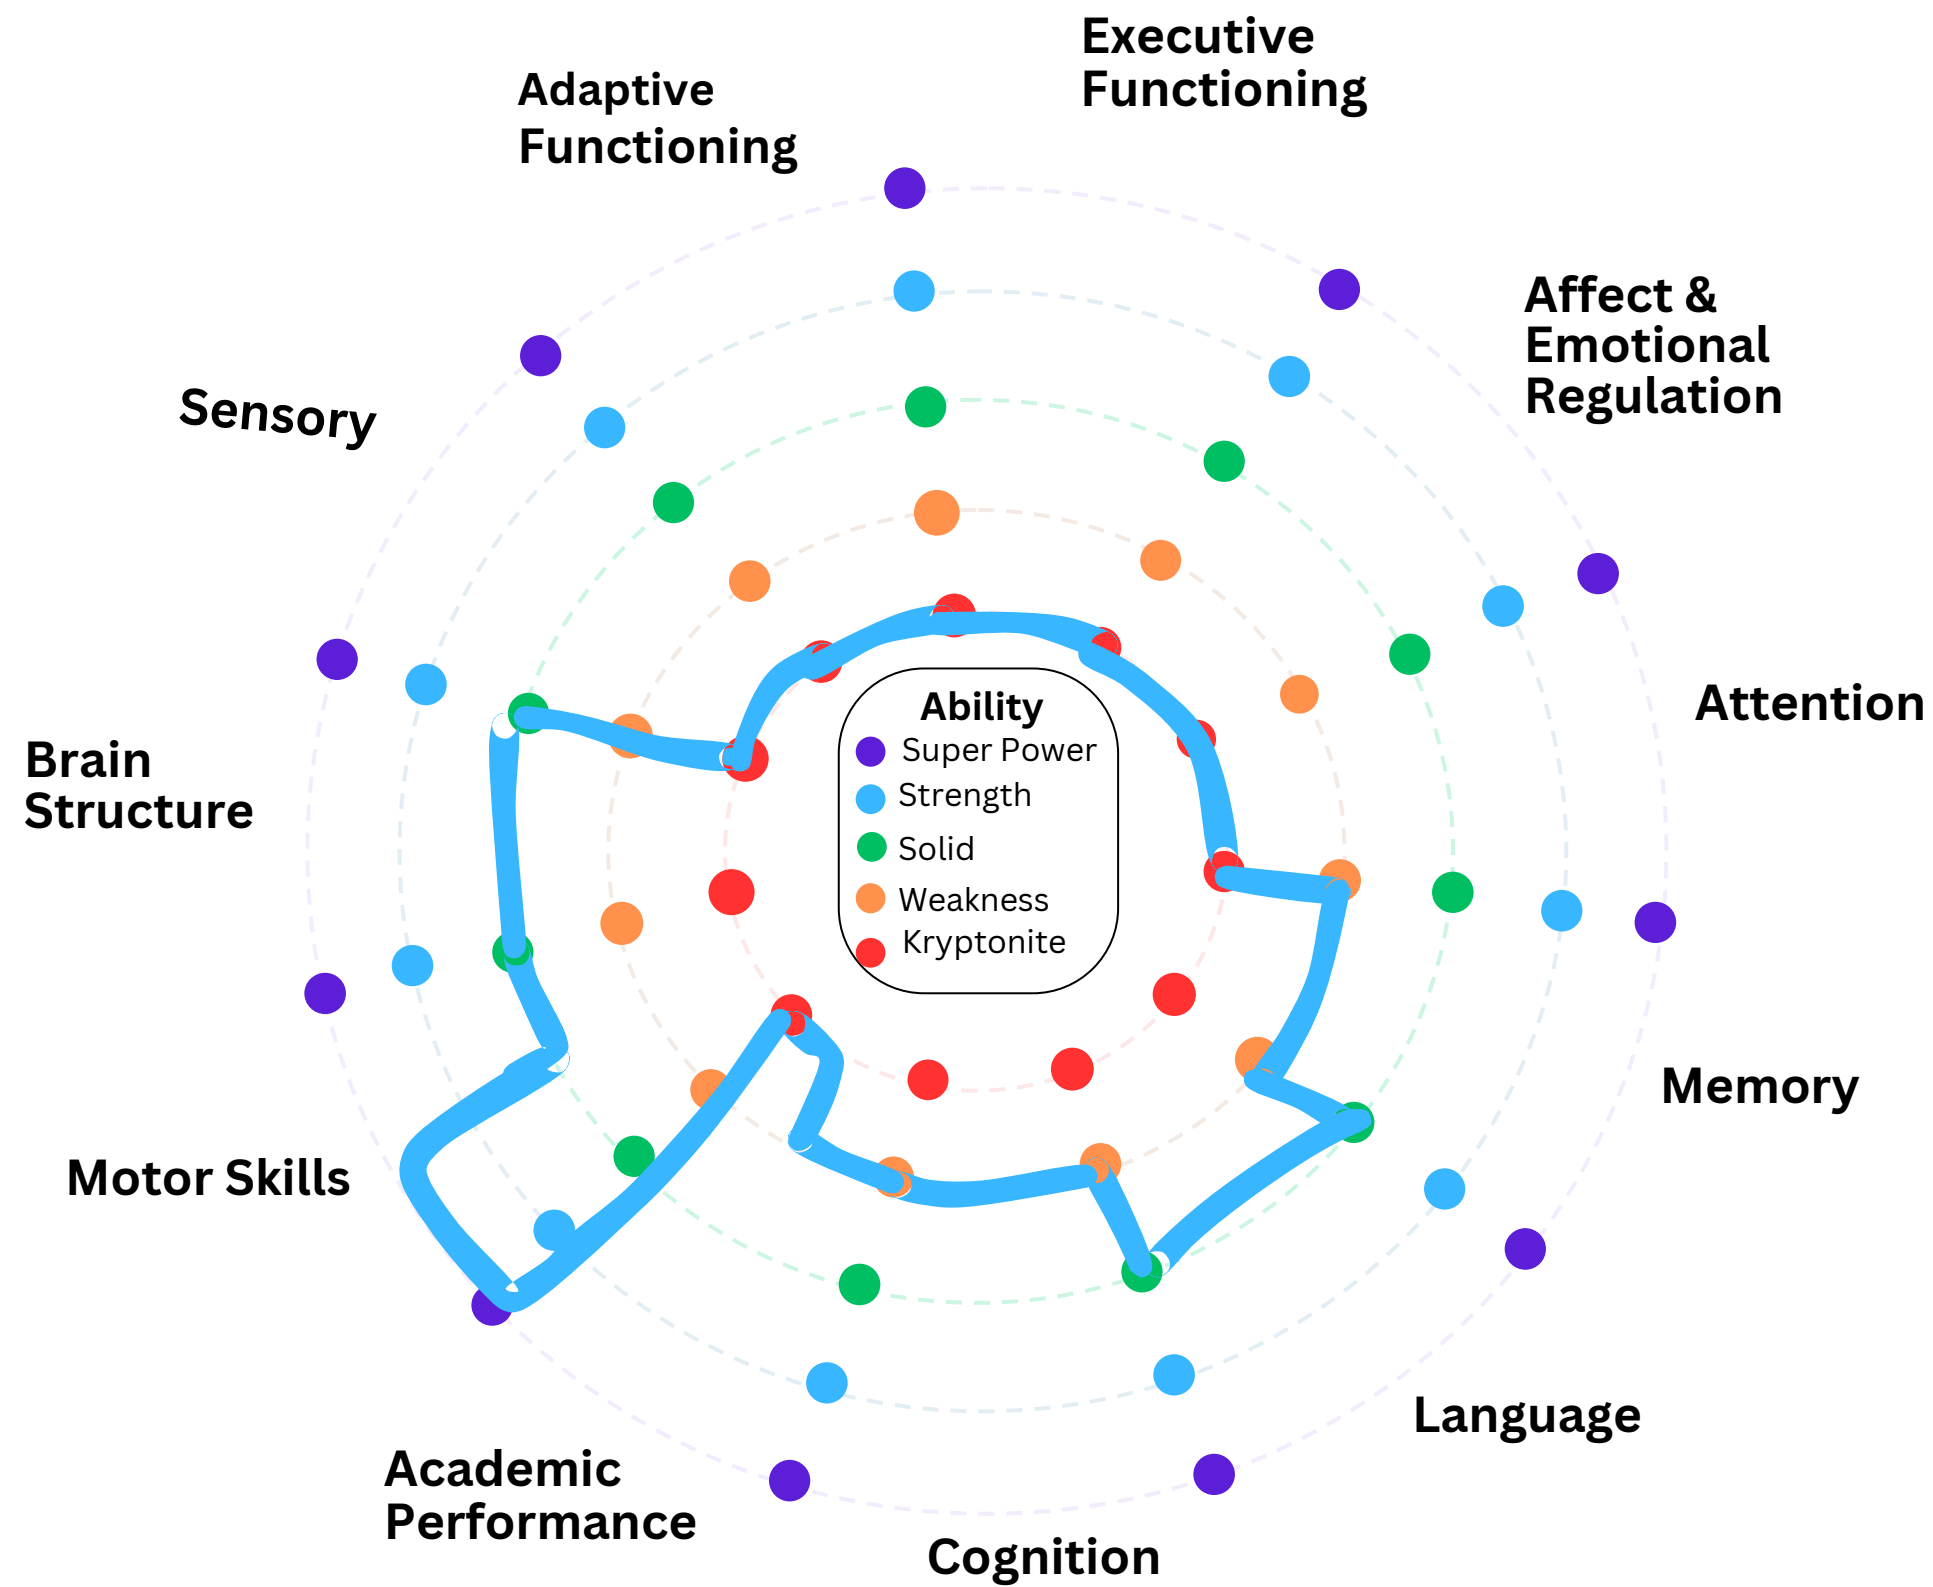 Executive
Functioning
Adaptive
Functioning
Affect &
Emotional
Regulation
Sensory
Attention
Ability
Super Power
Strength
Solid
Weakness
Kryptonite
Brain
Structure
Memory
Motor Skills
Language
Academic
Performance
Cognition